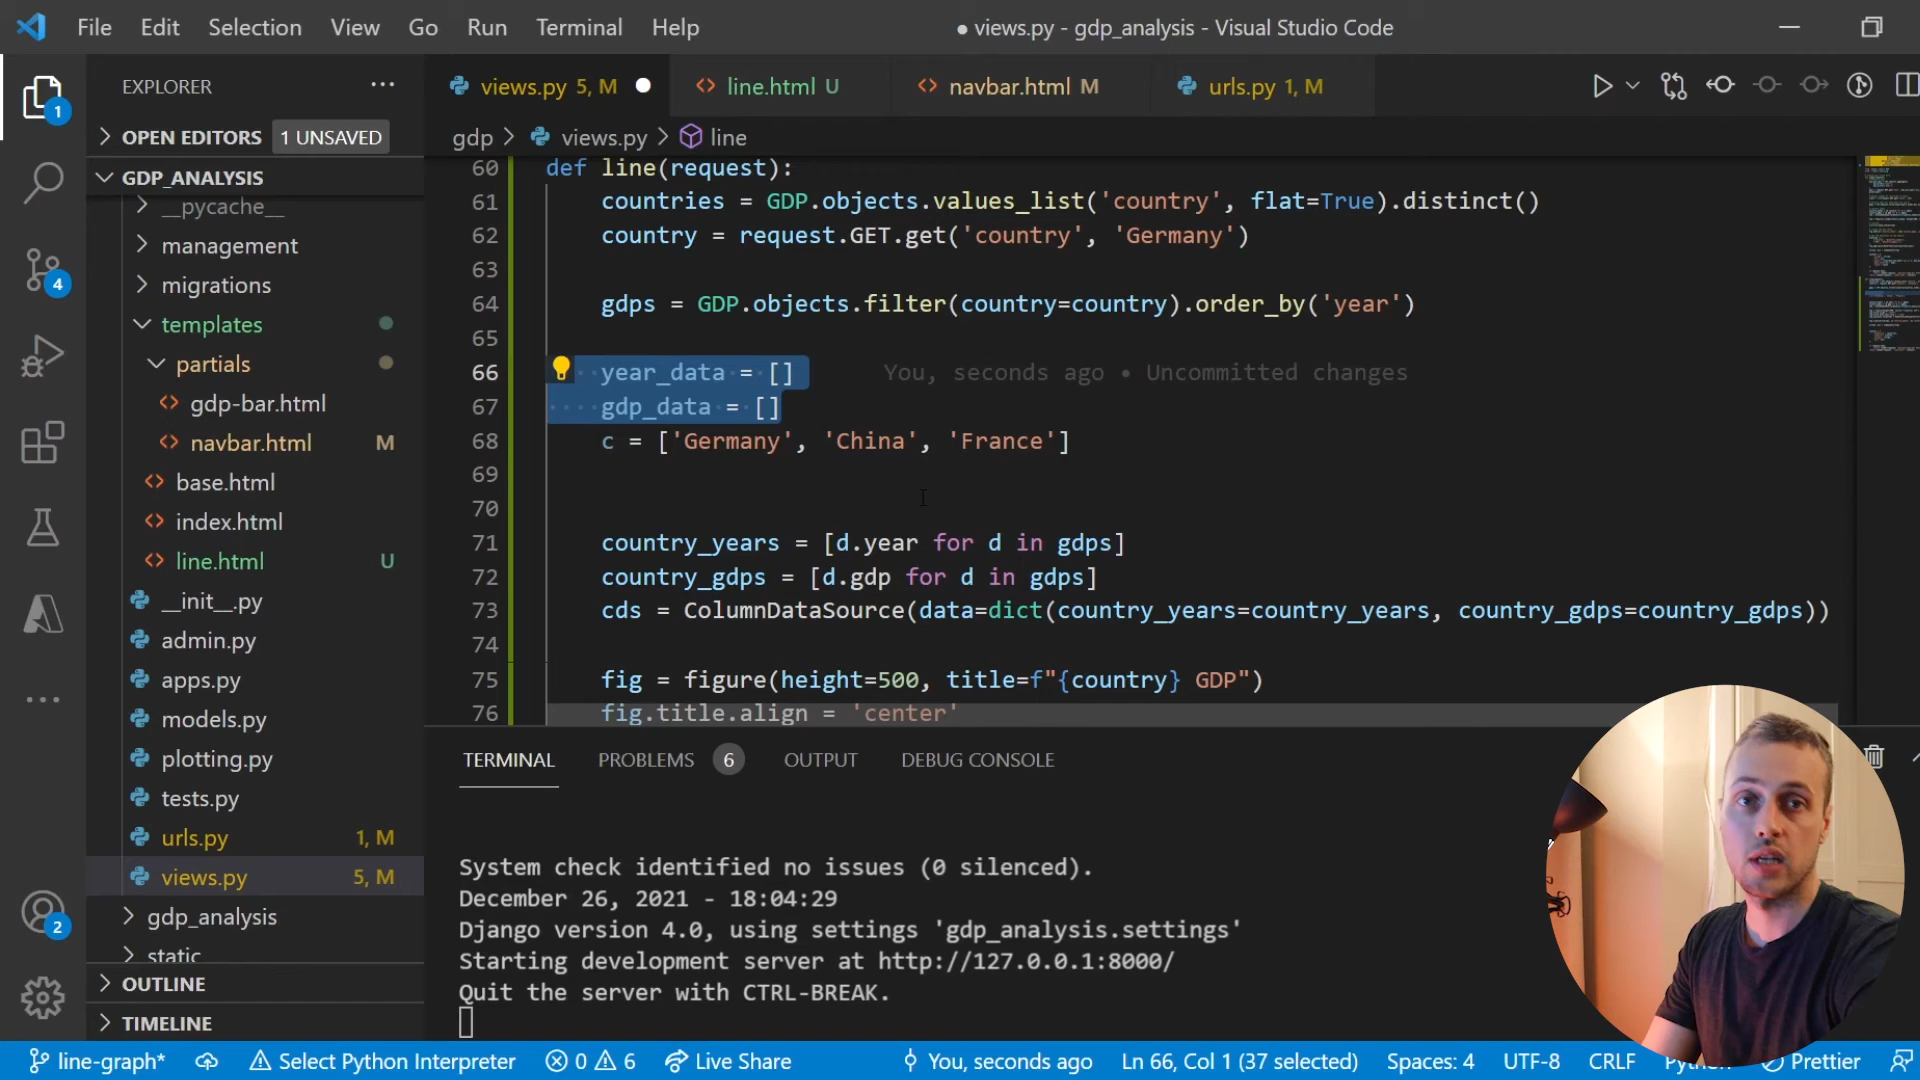 File Edit Selection View Go Run Terminal Help
● views.py - gdp_analysis - Visual Studio Code
EXPLORER ···
views.py 5, M
line.html U
navbar.html M
urls.py 1, M
1
OPEN EDITORS 1 UNSAVED
gdp > views.py > line
GDP_ANALYSIS
__pycache__
management
migrations
templates
partials
gdp-bar.html
navbar.html M
base.html
index.html
line.html U
__init__.py
admin.py
apps.py
models.py
plotting.py
tests.py
urls.py 1, M
views.py 5, M
gdp_analysis
static
OUTLINE
TIMELINE
4
2
60 def line(request):
61 countries = GDP.objects.values_list('country', flat=True).distinct()
62 country = request.GET.get('country', 'Germany')
63
64 gdps = GDP.objects.filter(country=country).order_by('year')
65
66 year_data = [] You, seconds ago • Uncommitted changes
67 gdp_data = []
68 c = ['Germany', 'China', 'France']
69
70
71 country_years = [d.year for d in gdps]
72 country_gdps = [d.gdp for d in gdps]
73 cds = ColumnDataSource(data=dict(country_years=country_years, country_gdps=country_gdps))
74
75 fig = figure(height=500, title=f"{country} GDP")
76 fig.title.align = 'center'
TERMINAL PROBLEMS 6 OUTPUT DEBUG CONSOLE
System check identified no issues (0 silenced).
December 26, 2021 - 18:04:29
Django version 4.0, using settings 'gdp_analysis.settings'
Starting development server at http://127.0.0.1:8000/
Quit the server with CTRL-BREAK.
line-graph* Select Python Interpreter 0 6 Live Share You, seconds ago Ln 66, Col 1 (37 selected) Spaces: 4 UTF-8 CRLF Prettier